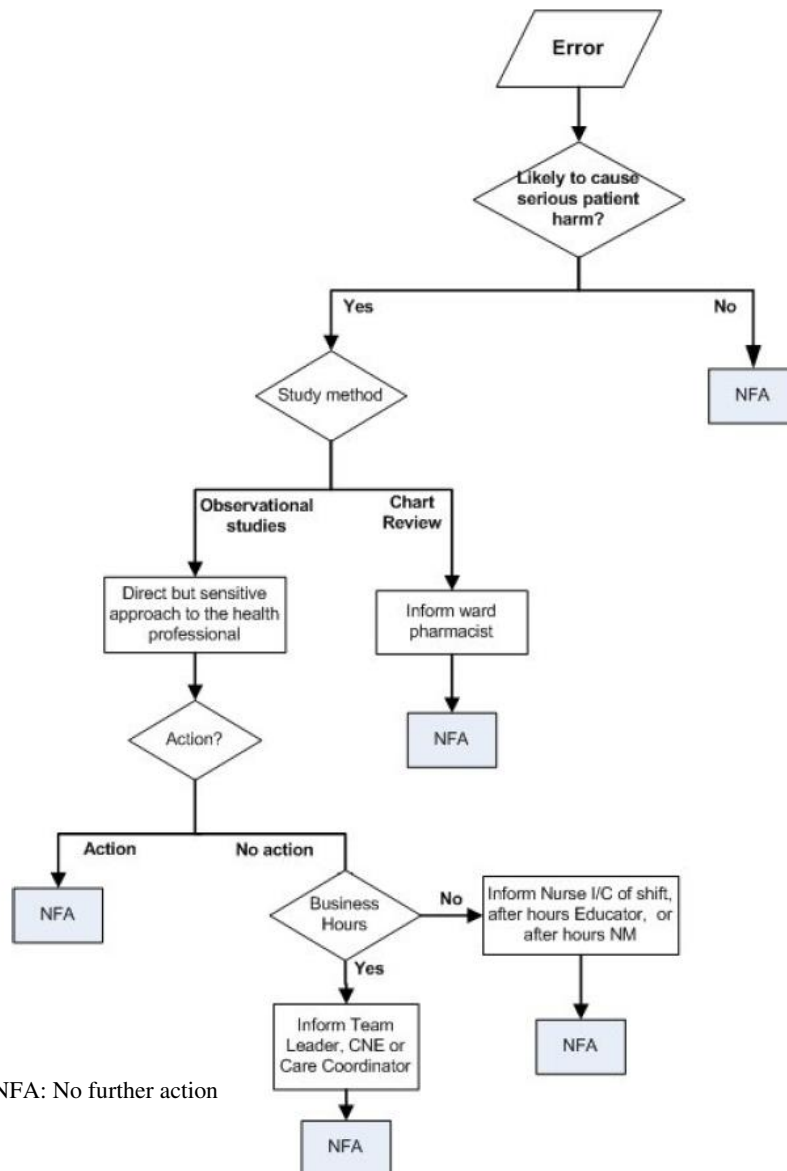 Error
Likely to cause
serious patient
harm?
Yes
No
Study method
NFA
Observational
studies
Chart
Review
Direct but sensitive
approach to the health
professional
Inform ward
pharmacist
Action?
NFA
Action
No action
NFA
Business
Hours
No
Inform Nurse I/C of shift,
after hours Educator, or
after hours NM
Yes
Inform Team
Leader, CNE or
Care Coordinator
NFA
NFA: No further action
NFA